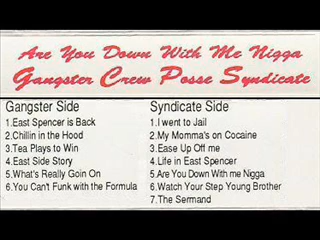 Are You Down With Me Nigga
Gangster Crew Posse Syndicate
Gangster Side
1.East Spencer is Back
2.Chillin in the Hood
3.Tea Plays to Win
4.East Side Story
5.What's Really Goin On
6.You Can't Funk with the Formula
Syndicate Side
1.I went to Jail
2.My Momma's on Cocaine
3.Ease Up Off me
4.Life in East Spencer
5.Are You Down With me Nigga
6.Watch Your Step Young Brother
7.The Sermand